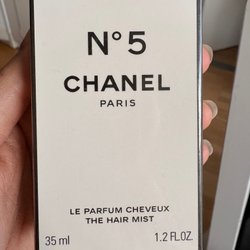 N°5
CHANEL
PARIS
LE PARFUM CHEVEUX
THE HAIR MIST
35 ml 1.2 FL.OZ.